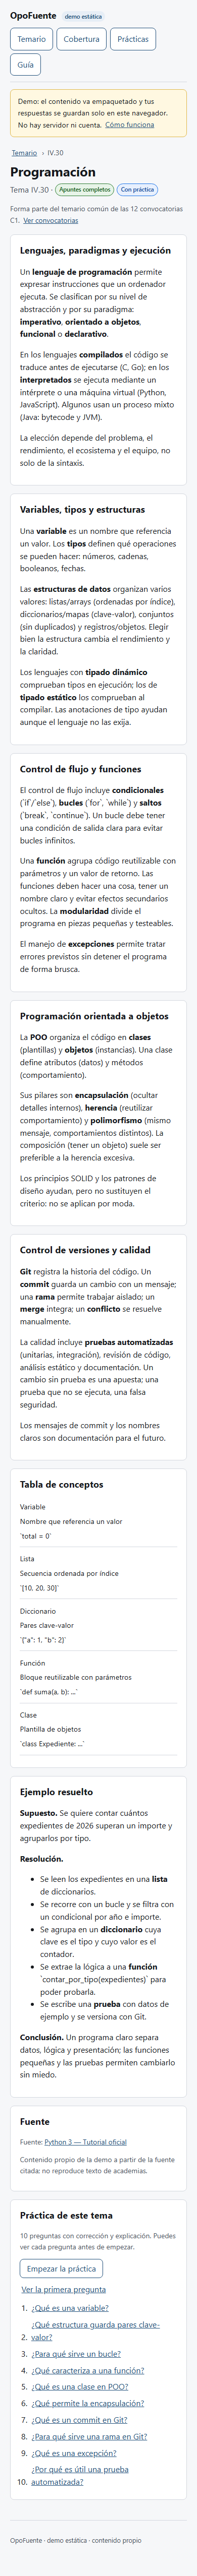 OpoFuente demo estática
Temario Cobertura Prácticas
Guía
Demo: el contenido va empaquetado y tus
respuestas se guardan solo en este navegador.
No hay servidor ni cuenta. Cómo funciona
Temario › IV.30
Programación
Tema IV.30 · Apuntes completos Con práctica
Forma parte del temario común de las 12 convocatorias
C1. Ver convocatorias
Lenguajes, paradigmas y ejecución
Un lenguaje de programación permite
expresar instrucciones que un ordenador
ejecuta. Se clasifican por su nivel de
abstracción y por su paradigma:
imperativo, orientado a objetos,
funcional o declarativo.
En los lenguajes compilados el código se
traduce antes de ejecutarse (C, Go); en los
interpretados se ejecuta mediante un
intérprete o una máquina virtual (Python,
JavaScript). Algunos usan un proceso mixto
(Java: bytecode y JVM).
La elección depende del problema, el
rendimiento, el ecosistema y el equipo, no
solo de la sintaxis.
Variables, tipos y estructuras
Una variable es un nombre que referencia
un valor. Los tipos definen qué operaciones
se pueden hacer: números, cadenas,
booleanos, fechas.
Las estructuras de datos organizan varios
valores: listas/arrays (ordenadas por índice),
diccionarios/mapas (clave-valor), conjuntos
(sin duplicados) y registros/objetos. Elegir
bien la estructura cambia el rendimiento y
la claridad.
Los lenguajes con tipado dinámico
comprueban tipos en ejecución; los de
tipado estático los comprueban al
compilar. Las anotaciones de tipo ayudan
aunque el lenguaje no las exija.
Control de flujo y funciones
El control de flujo incluye condicionales
(`if`/`else`), bucles (`for`, `while`) y saltos
(`break`, `continue`). Un bucle debe tener
una condición de salida clara para evitar
bucles infinitos.
Una función agrupa código reutilizable con
parámetros y un valor de retorno. Las
funciones deben hacer una cosa, tener un
nombre claro y evitar efectos secundarios
ocultos. La modularidad divide el
programa en piezas pequeñas y testeables.
El manejo de excepciones permite tratar
errores previstos sin detener el programa
de forma brusca.
Programación orientada a objetos
La POO organiza el código en clases
(plantillas) y objetos (instancias). Una clase
define atributos (datos) y métodos
(comportamiento).
Sus pilares son encapsulación (ocultar
detalles internos), herencia (reutilizar
comportamiento) y polimorfismo (mismo
mensaje, comportamientos distintos). La
composición (tener un objeto) suele ser
preferible a la herencia excesiva.
Los principios SOLID y los patrones de
diseño ayudan, pero no sustituyen el
criterio: no se aplican por moda.
Control de versiones y calidad
Git registra la historia del código. Un
commit guarda un cambio con un mensaje;
una rama permite trabajar aislado; un
merge integra; un conflicto se resuelve
manualmente.
La calidad incluye pruebas automatizadas
(unitarias, integración), revisión de código,
análisis estático y documentación. Un
cambio sin prueba es una apuesta; una
prueba que no se ejecuta, una falsa
seguridad.
Los mensajes de commit y los nombres
claros son documentación para el futuro.
Tabla de conceptos
Variable
Nombre que referencia un valor
`total = 0`
Lista
Secuencia ordenada por índice
`[10, 20, 30]`
Diccionario
Pares clave-valor
`{"a": 1, "b": 2}`
Función
Bloque reutilizable con parámetros
`def suma(a, b): ...`
Clase
Plantilla de objetos
`class Expediente: ...`
Ejemplo resuelto
Supuesto. Se quiere contar cuántos
expedientes de 2026 superan un importe y
agruparlos por tipo.
Resolución.
• Se leen los expedientes en una lista
de diccionarios.
• Se recorre con un bucle y se filtra con
un condicional por año e importe.
• Se agrupa en un diccionario cuya
clave es el tipo y cuyo valor es el
contador.
• Se extrae la lógica a una función
`contar_por_tipo(expedientes)` para
poder probarla.
• Se escribe una prueba con datos de
ejemplo y se versiona con Git.
Conclusión. Un programa claro separa
datos, lógica y presentación; las funciones
pequeñas y las pruebas permiten cambiarlo
sin miedo.
Fuente
Fuente: Python 3 — Tutorial oficial
Contenido propio de la demo a partir de la fuente
citada; no reproduce texto de academias.
Práctica de este tema
10 preguntas con corrección y explicación. Puedes
ver cada pregunta antes de empezar.
Empezar la práctica
Ver la primera pregunta
1. ¿Qué es una variable?
¿Qué estructura guarda pares clave-
2. valor?
3. ¿Para qué sirve un bucle?
4. ¿Qué caracteriza a una función?
5. ¿Qué es una clase en POO?
6. ¿Qué permite la encapsulación?
7. ¿Qué es un commit en Git?
8. ¿Para qué sirve una rama en Git?
9. ¿Qué es una excepción?
¿Por qué es útil una prueba
10. automatizada?
OpoFuente · demo estática · contenido propio